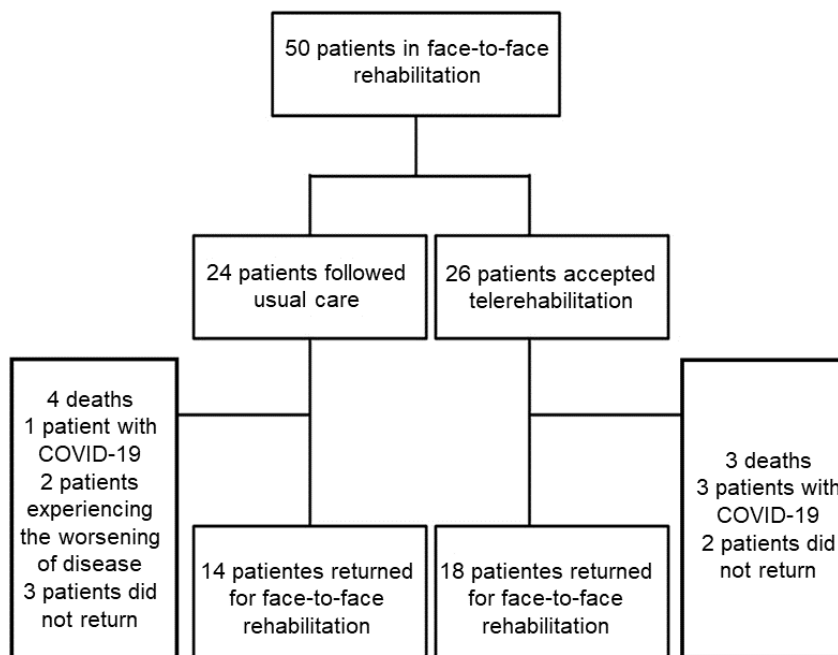 50 patients in face-to-face
rehabilitation
24 patients followed
usual care
26 patients accepted
telerehabilitation
4 deaths
1 patient with
COVID-19
2 patients
experiencing
the worsening
of disease
3 patients did
not return
3 deaths
3 patients with
COVID-19
2 patients did
not return
14 patientes returned
for face-to-face
rehabilitation
18 patientes returned
for face-to-face
rehabilitation